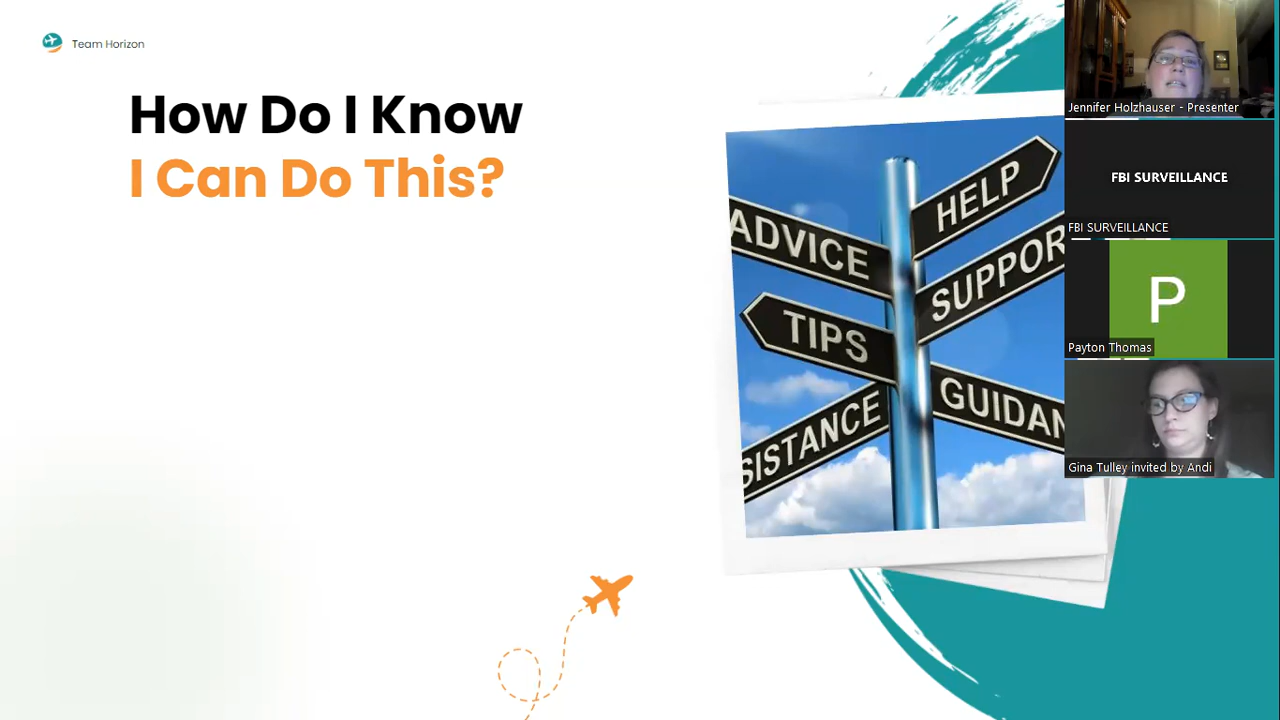 Team Horizon
How Do I Know
I Can Do This?
ADVICE
HELP
SUPPOR
TIPS
GUIDAN
SISTANCE
Jennifer Holzhauser - Presenter
FBI SURVEILLANCE
FBI SURVEILLANCE
P
Payton Thomas
Gina Tulley invited by Andi